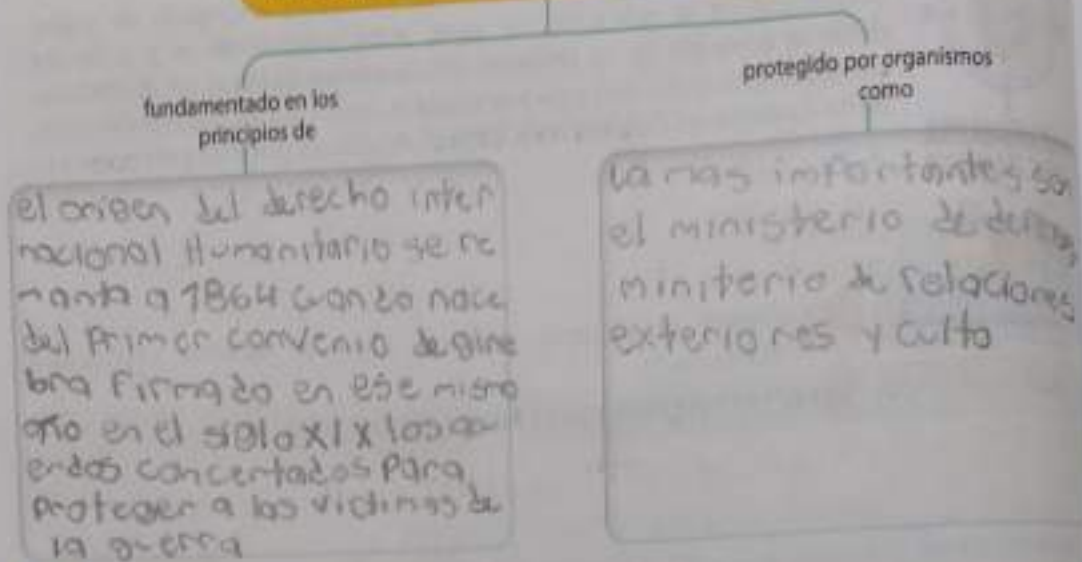 fundamentado en los
principios de
protegido por organismos
como
el origen del derecho inter
nacional Humanitario se re
manta a 1864 cuando nace
del primer convenio de gine
bra firmado en ese mismo
año en el siglo XIX los acu
erdos concertados para
proteger a las victimas de
la guerra
la mas importantes son
el ministerio de
miniterio de relaciones
exteriores y culto